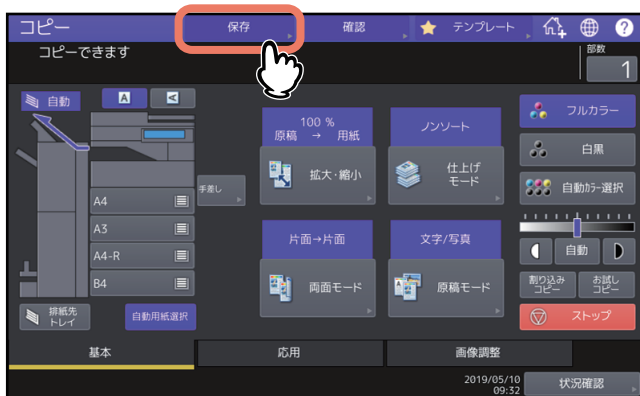 コピー
保存
確認
テンプレート
?
コピーできます
部数
1
自動
A
A
A4
A3
A4-R
B4
手差し
排紙先
トレイ
自動用紙選択
100 %
原稿 → 用紙
拡大・縮小
ノンソート
仕上げ
モード
片面→片面
両面モード
文字/写真
原稿モード
フルカラー
白黒
自動ｶﾗｰ選択
自動
割り込み
コピー
お試し
コピー
ストップ
基本
応用
画像調整
2019/05/10
09:32
状況確認